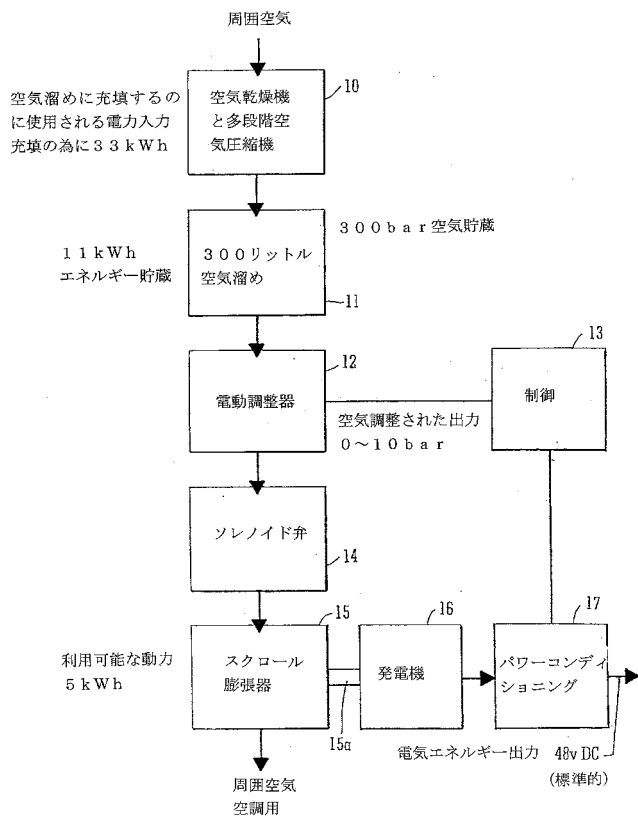 周囲空気
10
空気溜めに充填するの
に使用される電力入力
充填の為に33kWh
空気乾燥機
と多段階空
気圧縮機
300bar空気貯蔵
11kWh
エネルギー貯蔵
300リットル
空気溜め
11
12
13
電動調整器
制御
空気調整された出力
0～10bar
ソレノイド弁
14
15
16
17
利用可能な動力
5kWh
スクロール
膨張器
発電機
パワーコンディ
ショニング
15a
電気エネルギー出力
48v DC
(標準的)
周囲空気
空調用